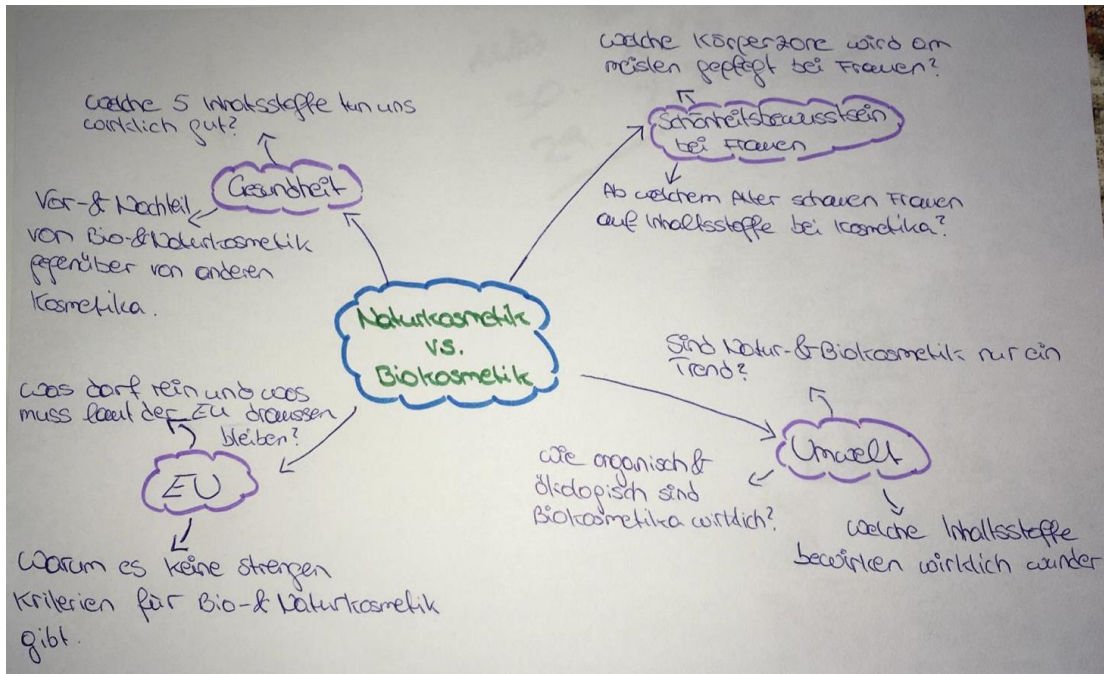 Welche Körperzone wird am
meisten gepflegt bei Frauen?
Schönheitsbewusstsein
bei Frauen
Ab welchem Alter schauen Frauen
auf Inhaltsstoffe bei Kosmetika?
Welche 5 Inhaltsstoffe tun uns
wirklich gut?
Gesundheit
Vor- & Nachteil
von Bio- & Naturkosmetik
gegenüber von anderen
Kosmetika.
Naturkosmetik
vs.
Biokosmetik
Sind Natur- & Biokosmetik nur ein
Trend?
Umwelt
Wie organisch &
ökologisch sind
Biokosmetika wirklich?
Welche Inhaltsstoffe
bewirken wirklich wunder
Was darf rein und was
muss laut der EU draussen
bleiben?
EU
Warum es keine strengen
Kriterien für Bio- & Naturkosmetik
gibt.